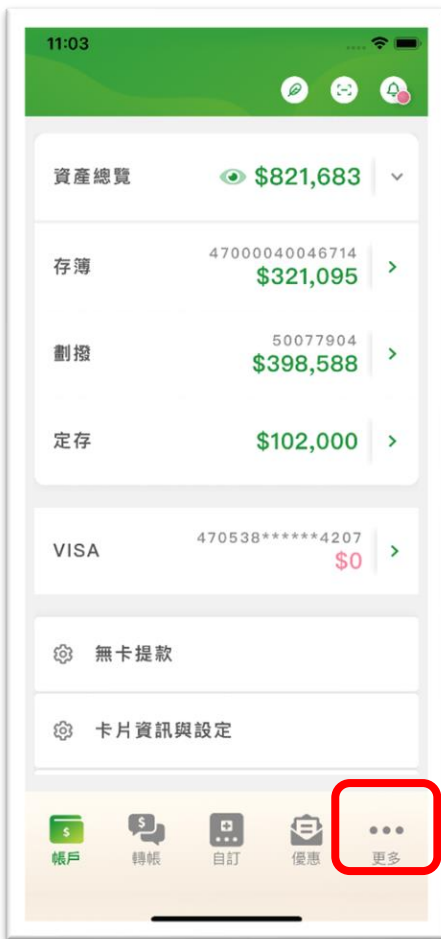 11:03
資產總覽 $821,683
47000040046714
存簿 $321,095
50077904
劃撥 $398,588
定存 $102,000
470538******4207
VISA $0
無卡提款
卡片資訊與設定
帳戶 轉帳 自訂 優惠 更多